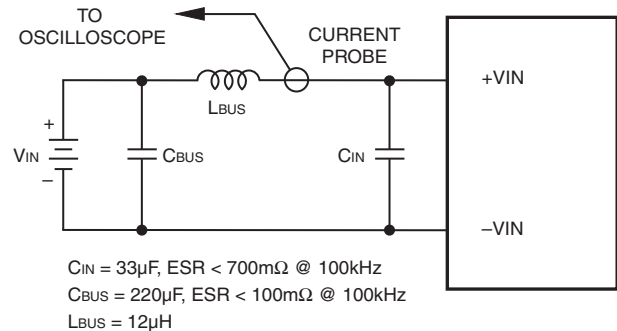 TO
OSCILLOSCOPE
CURRENT
PROBE
+VIN
LBUS
+
VIN
–
CBUS
CIN
–VIN
CIN = 33µF, ESR < 700mΩ @ 100kHz
CBUS = 220µF, ESR < 100mΩ @ 100kHz
LBUS = 12µH